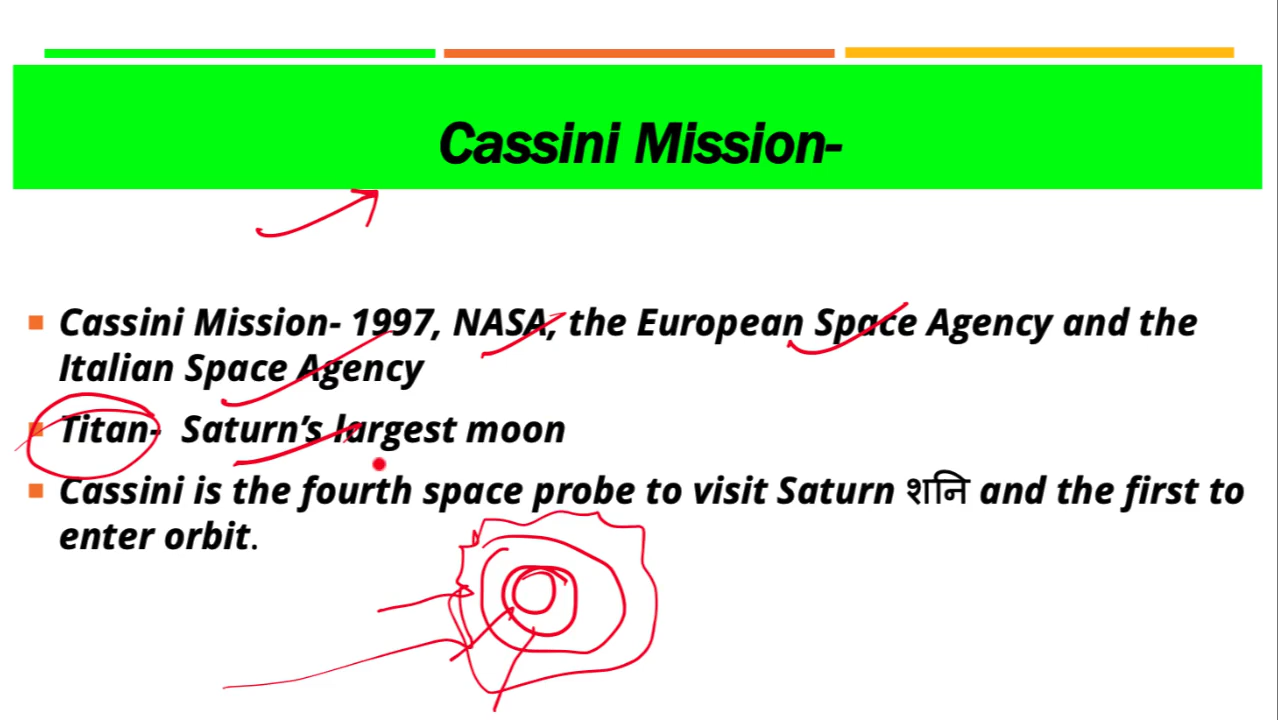 Cassini Mission-
Cassini Mission- 1997, NASA, the European Space Agency and the
Italian Space Agency
Titan- Saturn's largest moon
Cassini is the fourth space probe to visit Saturn शनि and the first to
enter orbit.